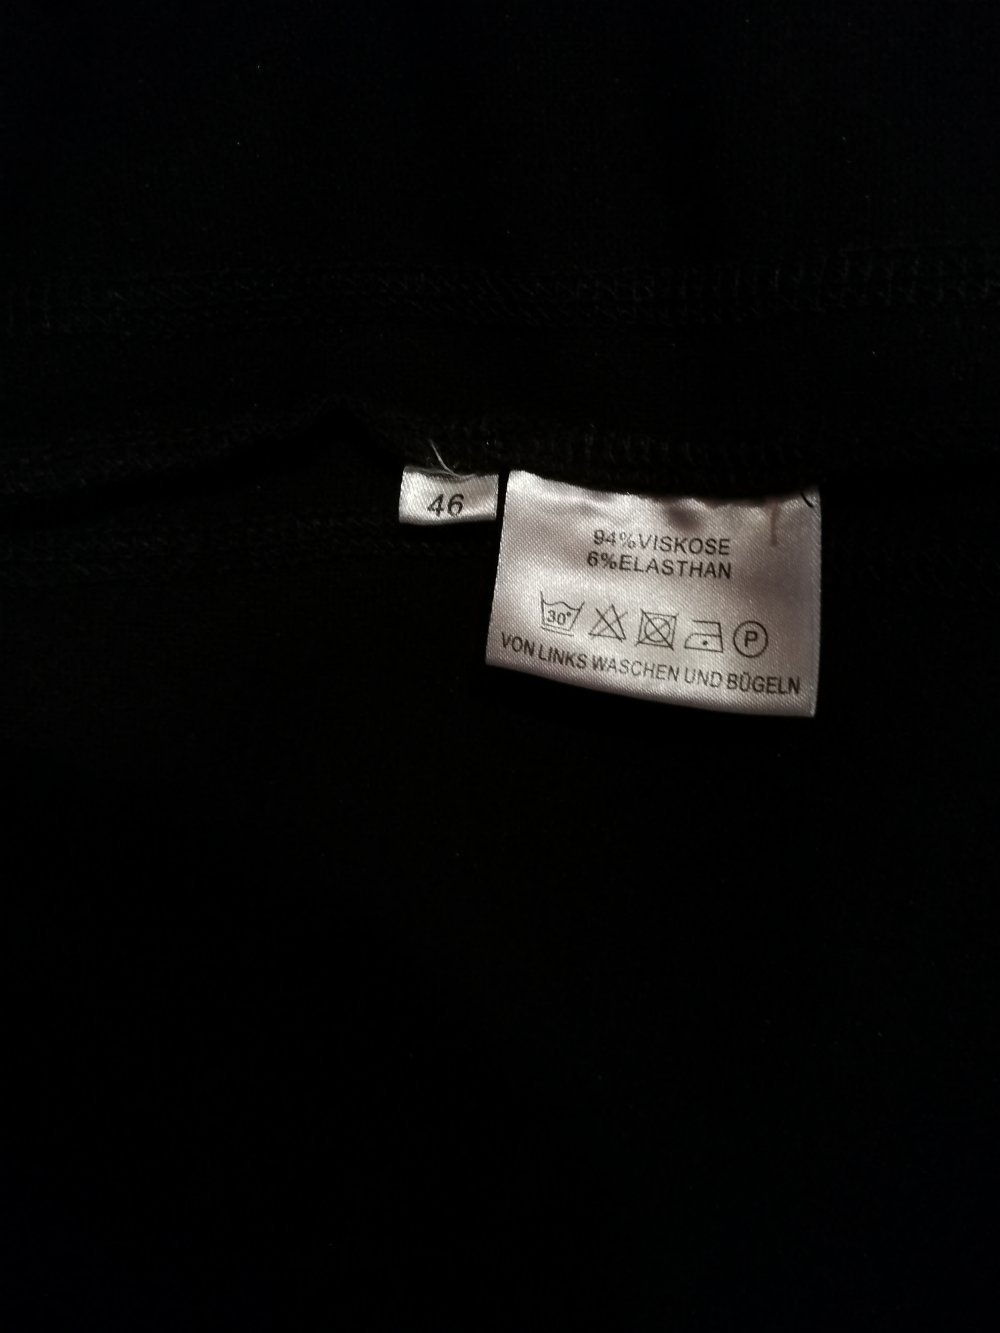 46
94%VISKOSE
6%ELASTHAN
30°
P
VON LINKS WASCHEN UND BÜGELN